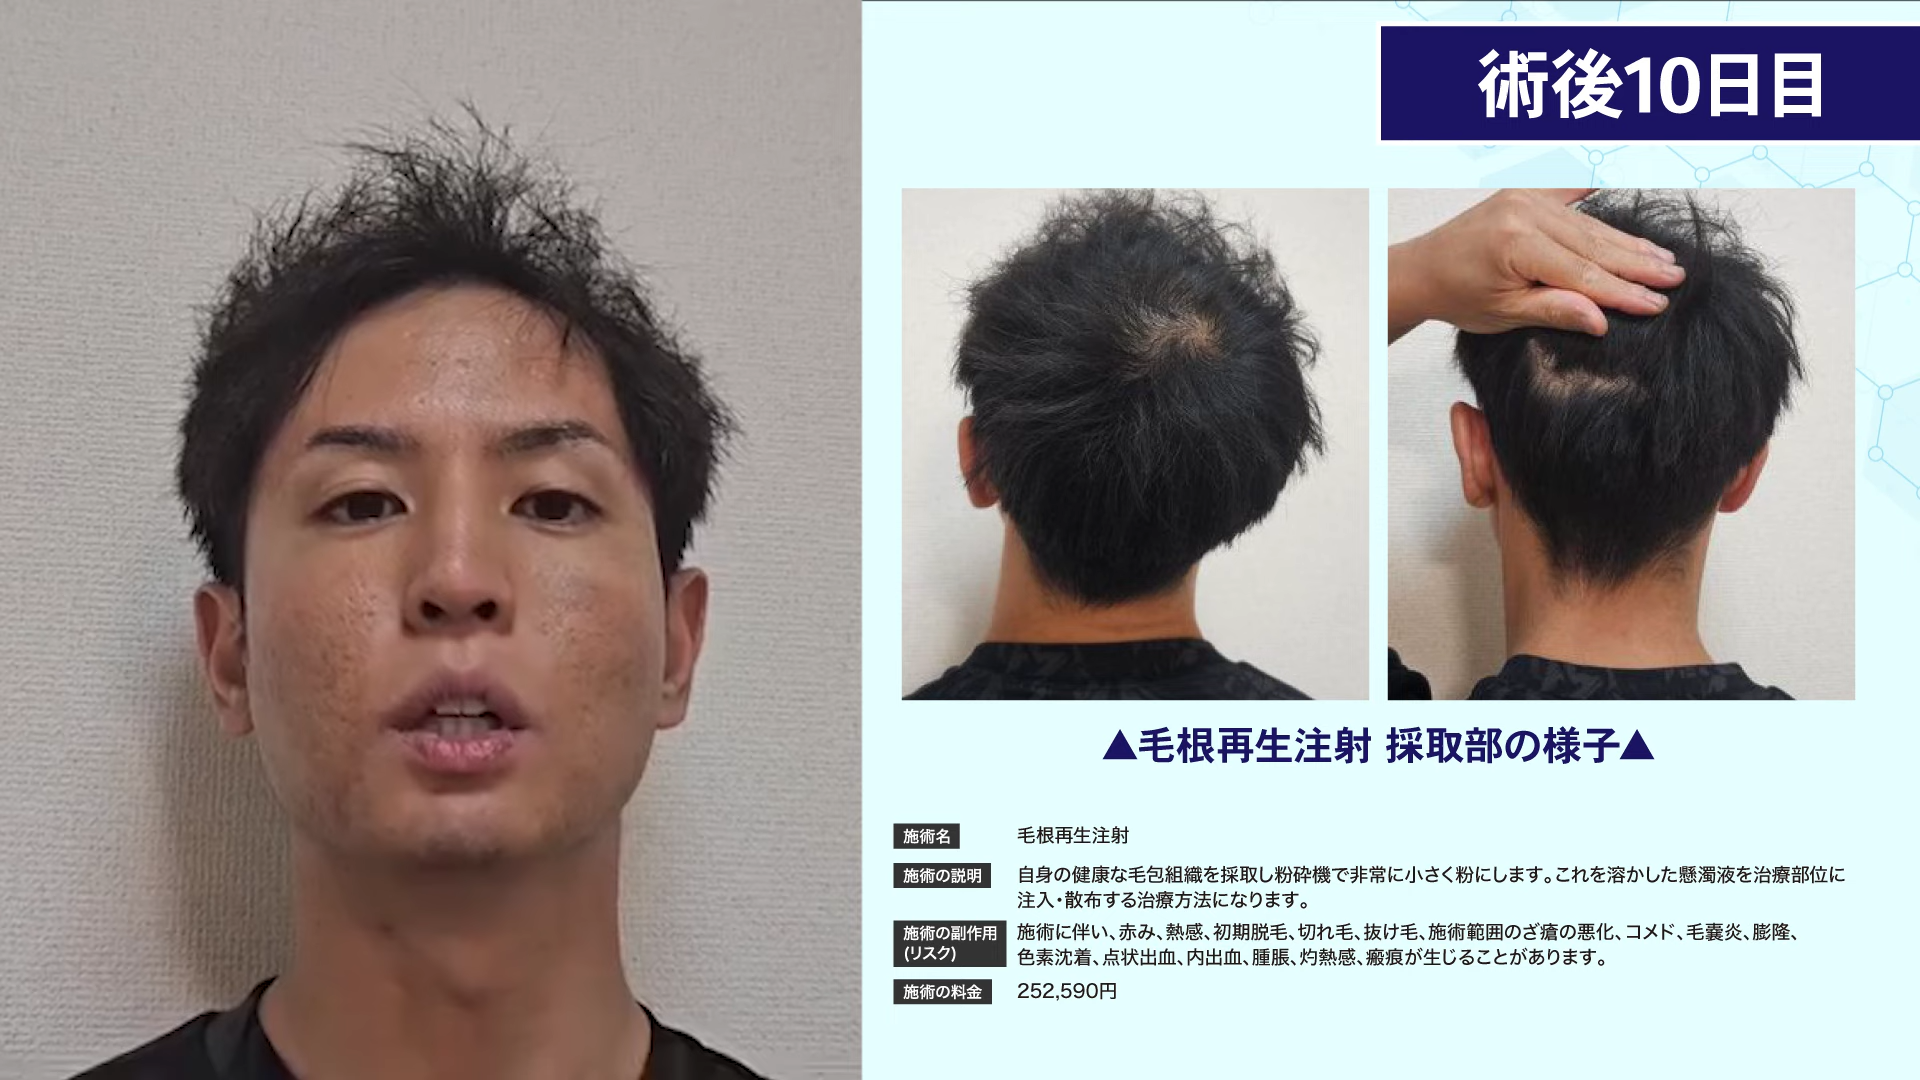 術後10日目
▲毛根再生注射 採取部の様子▲
施術名
毛根再生注射
施術の説明
自身の健康な毛包組織を採取し粉砕機で非常に小さく粉にします。これを溶かした懸濁液を治療部位に
注入・散布する治療方法になります。
施術の副作用
(リスク)
施術に伴い、赤み、熱感、初期脱毛、切れ毛、抜け毛、施術範囲のざ瘡の悪化、コメド、毛嚢炎、膨隆、
色素沈着、点状出血、内出血、腫脹、灼熱感、瘢痕が生じることがあります。
施術の料金
252,590円